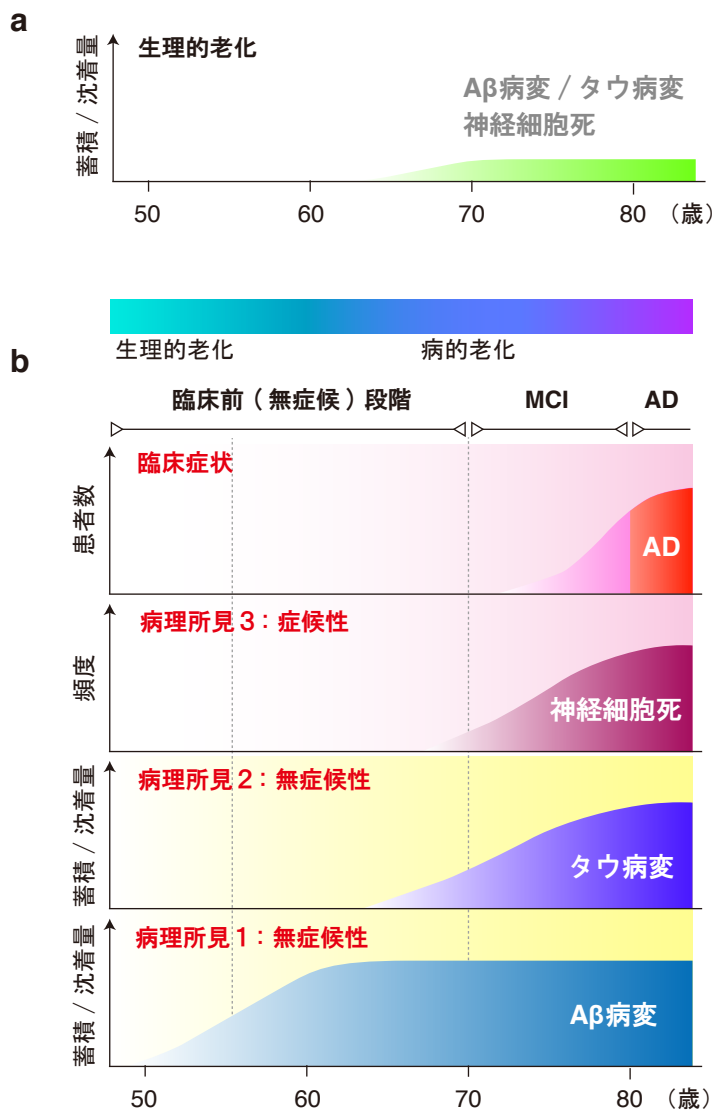 a
生理的老化
蓄積 / 沈着量
Aβ病変 / タウ病変
神経細胞死
50 60 70 80 （歳）
生理的老化 病的老化
b
臨床前（無症候）段階 MCI AD
臨床症状
患者数
AD
病理所見3：症候性
頻度
神経細胞死
病理所見2：無症候性
蓄積 / 沈着量
タウ病変
病理所見1：無症候性
蓄積 / 沈着量
Aβ病変
50 60 70 80 （歳）